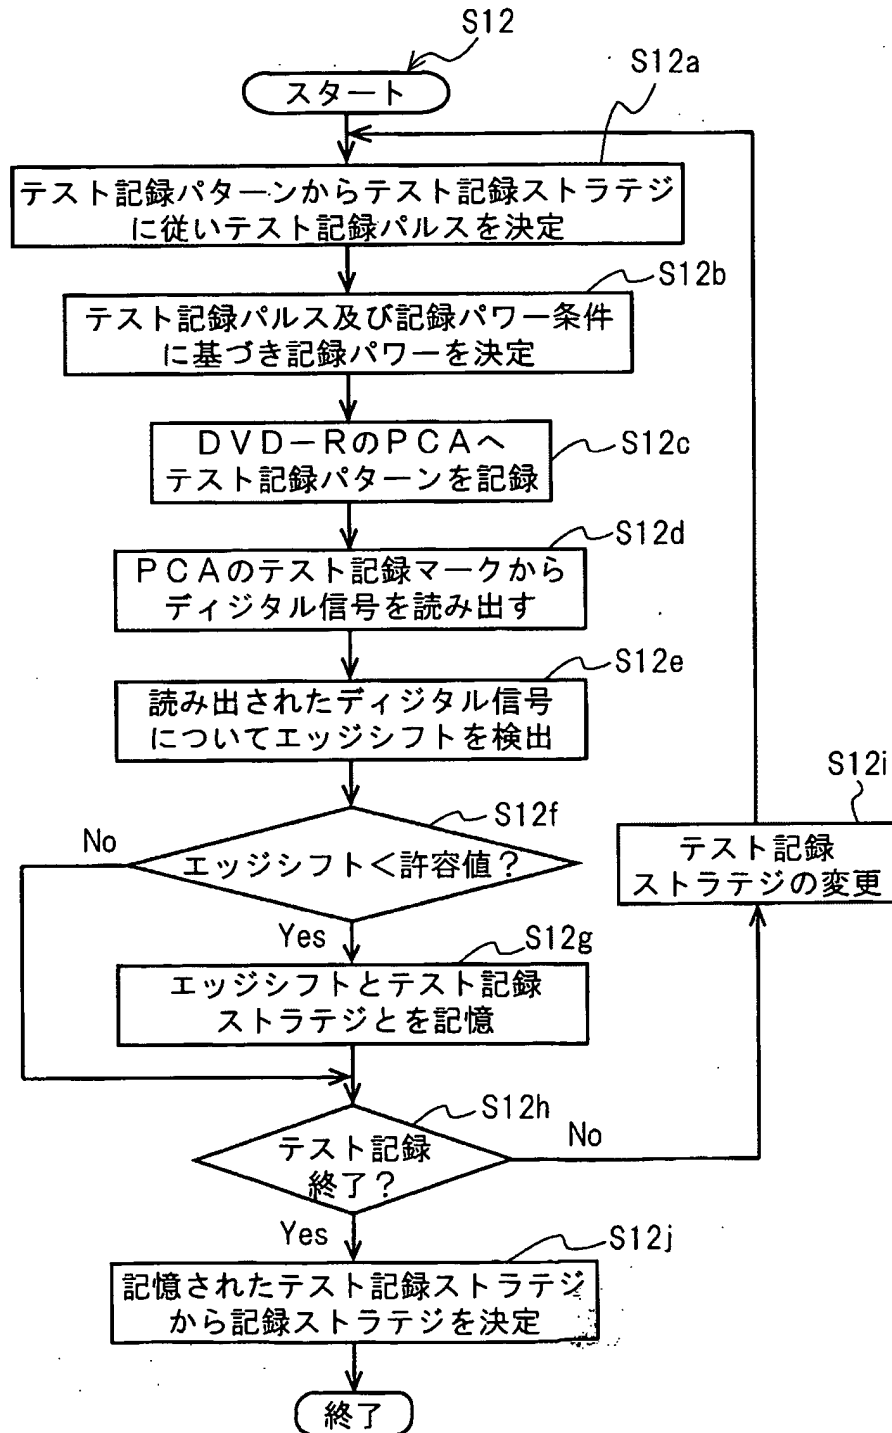 S12
スタート
S12a
テスト記録パターンからテスト記録ストラテジ
に従いテスト記録パルスを決定
S12b
テスト記録パルス及び記録パワー条件
に基づき記録パワーを決定
DVD－RのPCAへ
テスト記録パターンを記録
S12c
S12d
PCAのテスト記録マークから
ディジタル信号を読み出す
S12e
読み出されたディジタル信号
についてエッジシフトを検出
S12i
テスト記録
ストラテジの変更
S12f
No
エッジシフト＜許容値？
Yes
S12g
エッジシフトとテスト記録
ストラテジとを記憶
S12h
テスト記録
終了？
No
Yes
S12j
記憶されたテスト記録ストラテジ
から記録ストラテジを決定
終了